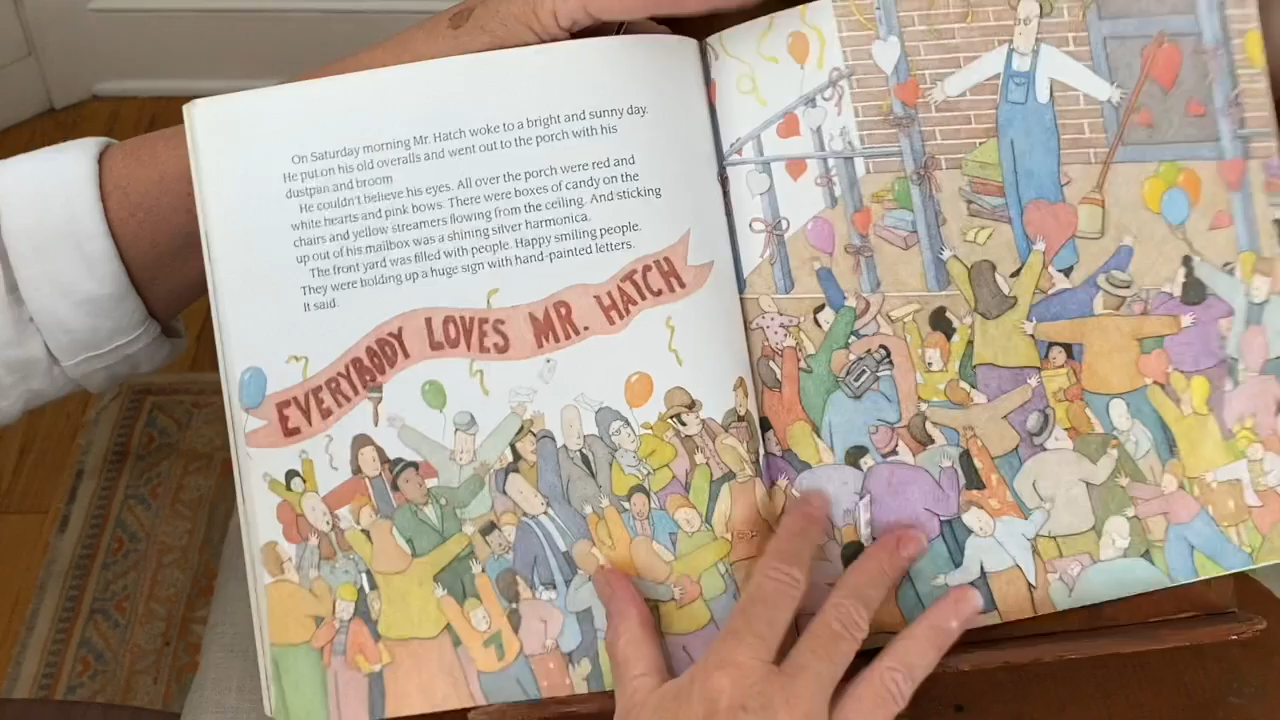 On Saturday morning Mr. Hatch woke to a bright and sunny day.
He put on his old overalls and went out to the porch with his
dustpan and broom
He couldn't believe his eyes. All over the porch were red and
white hearts and pink bows. There were boxes of candy on the
chairs and yellow streamers flowing from the ceiling. And sticking
up out of his mailbox was a shining silver harmonica.
The front yard was filled with people. Happy smiling people.
They were holding up a huge sign with hand-painted letters.
It said.
EVERYBODY LOVES MR. HATCH
7